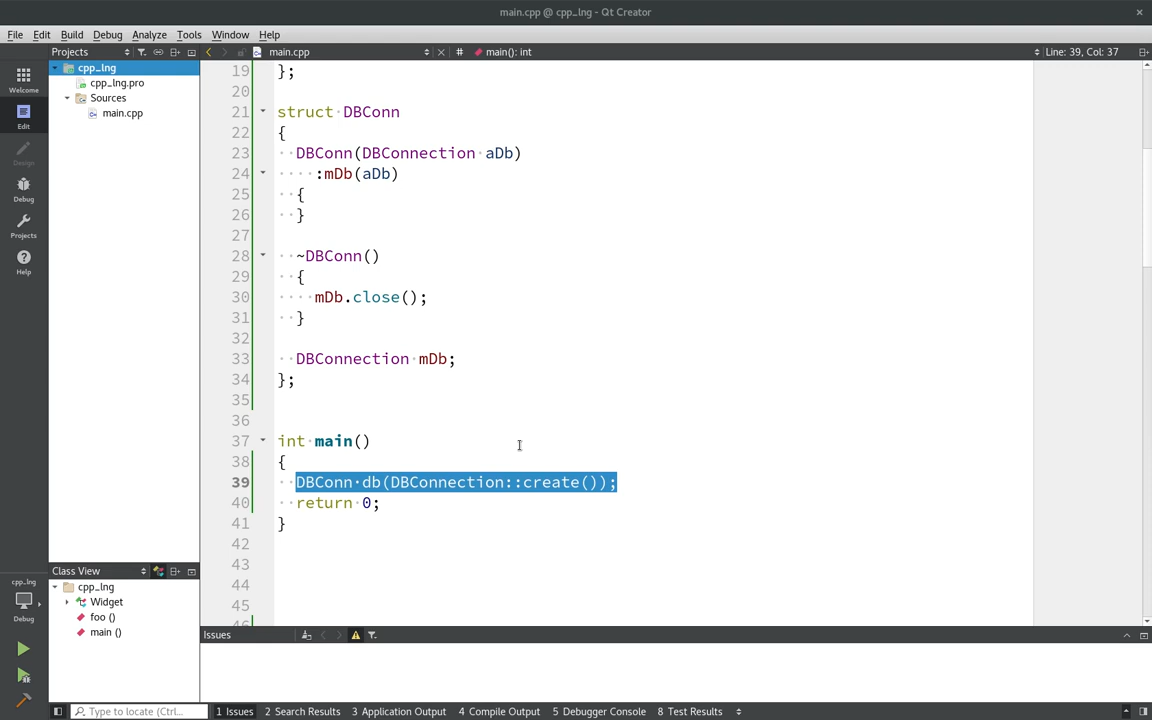 main.cpp @ cpp_lng - Qt Creator
File Edit Build Debug Analyze Tools Window Help
Projects
main.cpp
# main(): int
Line: 39, Col: 37
Welcome
Edit
Design
Debug
Projects
Help
cpp_lng
cpp_lng.pro
Sources
main.cpp
19 };
20
21 struct DBConn
22 {
23 DBConn(DBConnection aDb)
24 :mDb(aDb)
25 {
26 }
27
28 ~DBConn()
29 {
30 mDb.close();
31 }
32
33 DBConnection mDb;
34 };
35
36
37 int main()
38 {
39 DBConn db(DBConnection::create());
40 return 0;
41 }
42
43
44
45
46
Class View
cpp_lng
Widget
foo ()
main ()
cpp_lng
Debug
Issues
Type to locate (Ctrl...
1 Issues 2 Search Results 3 Application Output 4 Compile Output 5 Debugger Console 8 Test Results